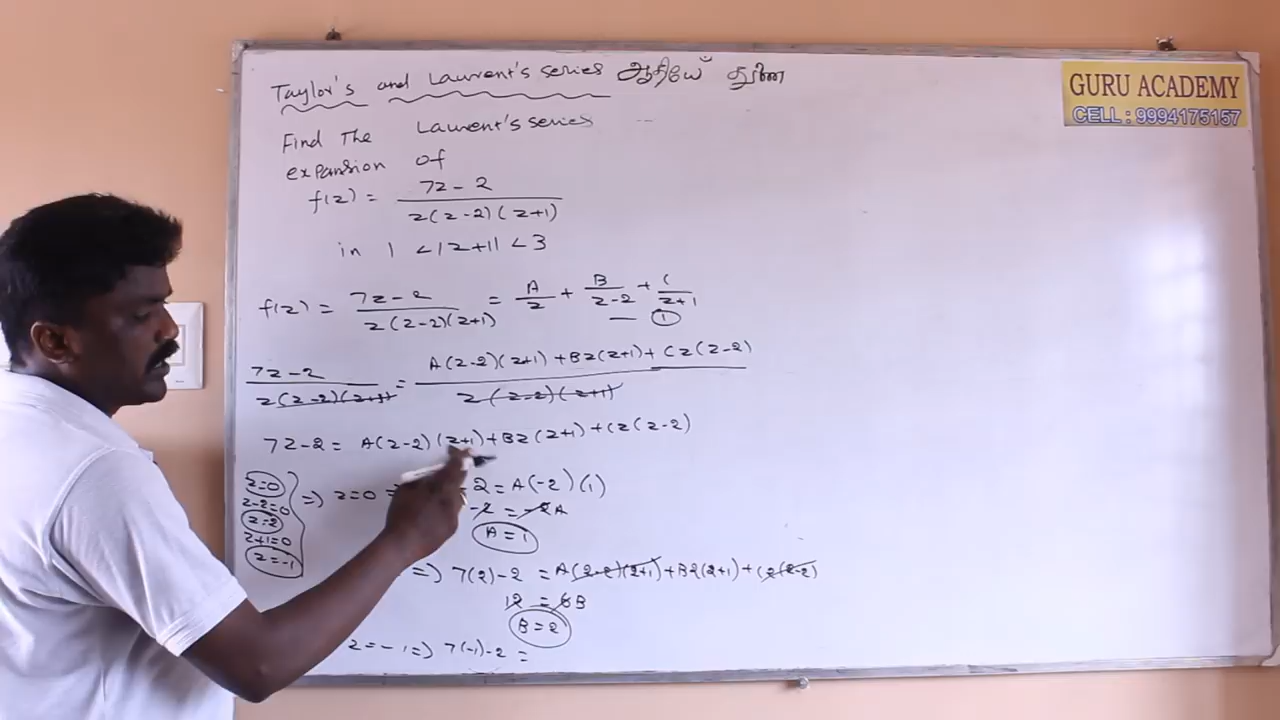 Taylor's and Laurent's series ஆதியே துணை
GURU ACADEMY
CELL : 9994175157
Find The Laurent's series
expansion of
f(z) = 7z-2 / z(z-2)(z+1)
in 1 < |z+1| < 3
f(z) = 7z-2 / z(z-2)(z+1) = A/z + B/z-2 + C/z+1 — ①
7z-2 / z(z-2)(z+1) = A(z-2)(z+1)+Bz(z+1)+Cz(z-2) / z(z-2)(z+1)
7z-2 = A(z-2)(z+1)+Bz(z+1)+Cz(z-2)
z=0
z-2=0
z=2
z+1=0
z=-1
=> z=0 2 = A(-2)(1)
-2 = -2A
A=1
=> 7(2)-2 = A(2-2)(2+1)+B2(2+1)+C2(2-2)
12 = 6B
B=2
z=-1 => 7(-1)-2 =